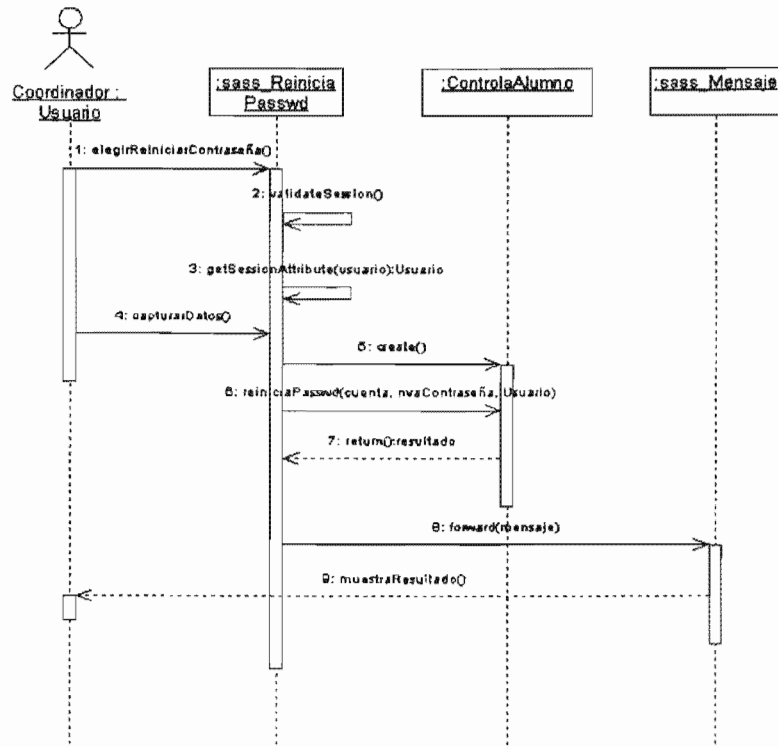 Coordinador :
Usuario
:sass_Reinicia
Passwd
:ControlaAlumno
:sass_Mensaje
1: elegirReiniciarContraseña()
2: validateSession()
3: getSessionAttribute(usuario):Usuario
4: capturarDatos()
5: create()
6: reiniciaPasswd(cuenta, nvaContraseña, Usuario)
7: return():resultado
8: forward(mensaje)
9: muestraResultado()